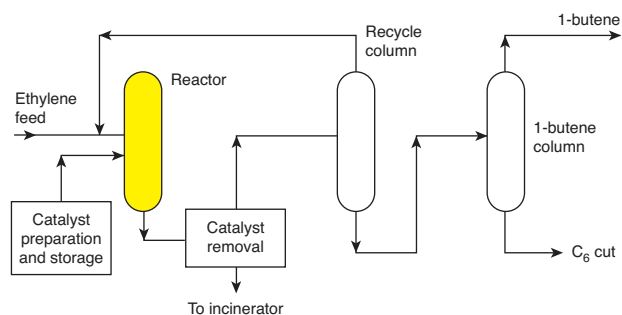 1-butene
Recycle
column
Reactor
Ethylene
feed
1-butene
column
Catalyst
preparation
and storage
Catalyst
removal
C₆ cut
To incinerator